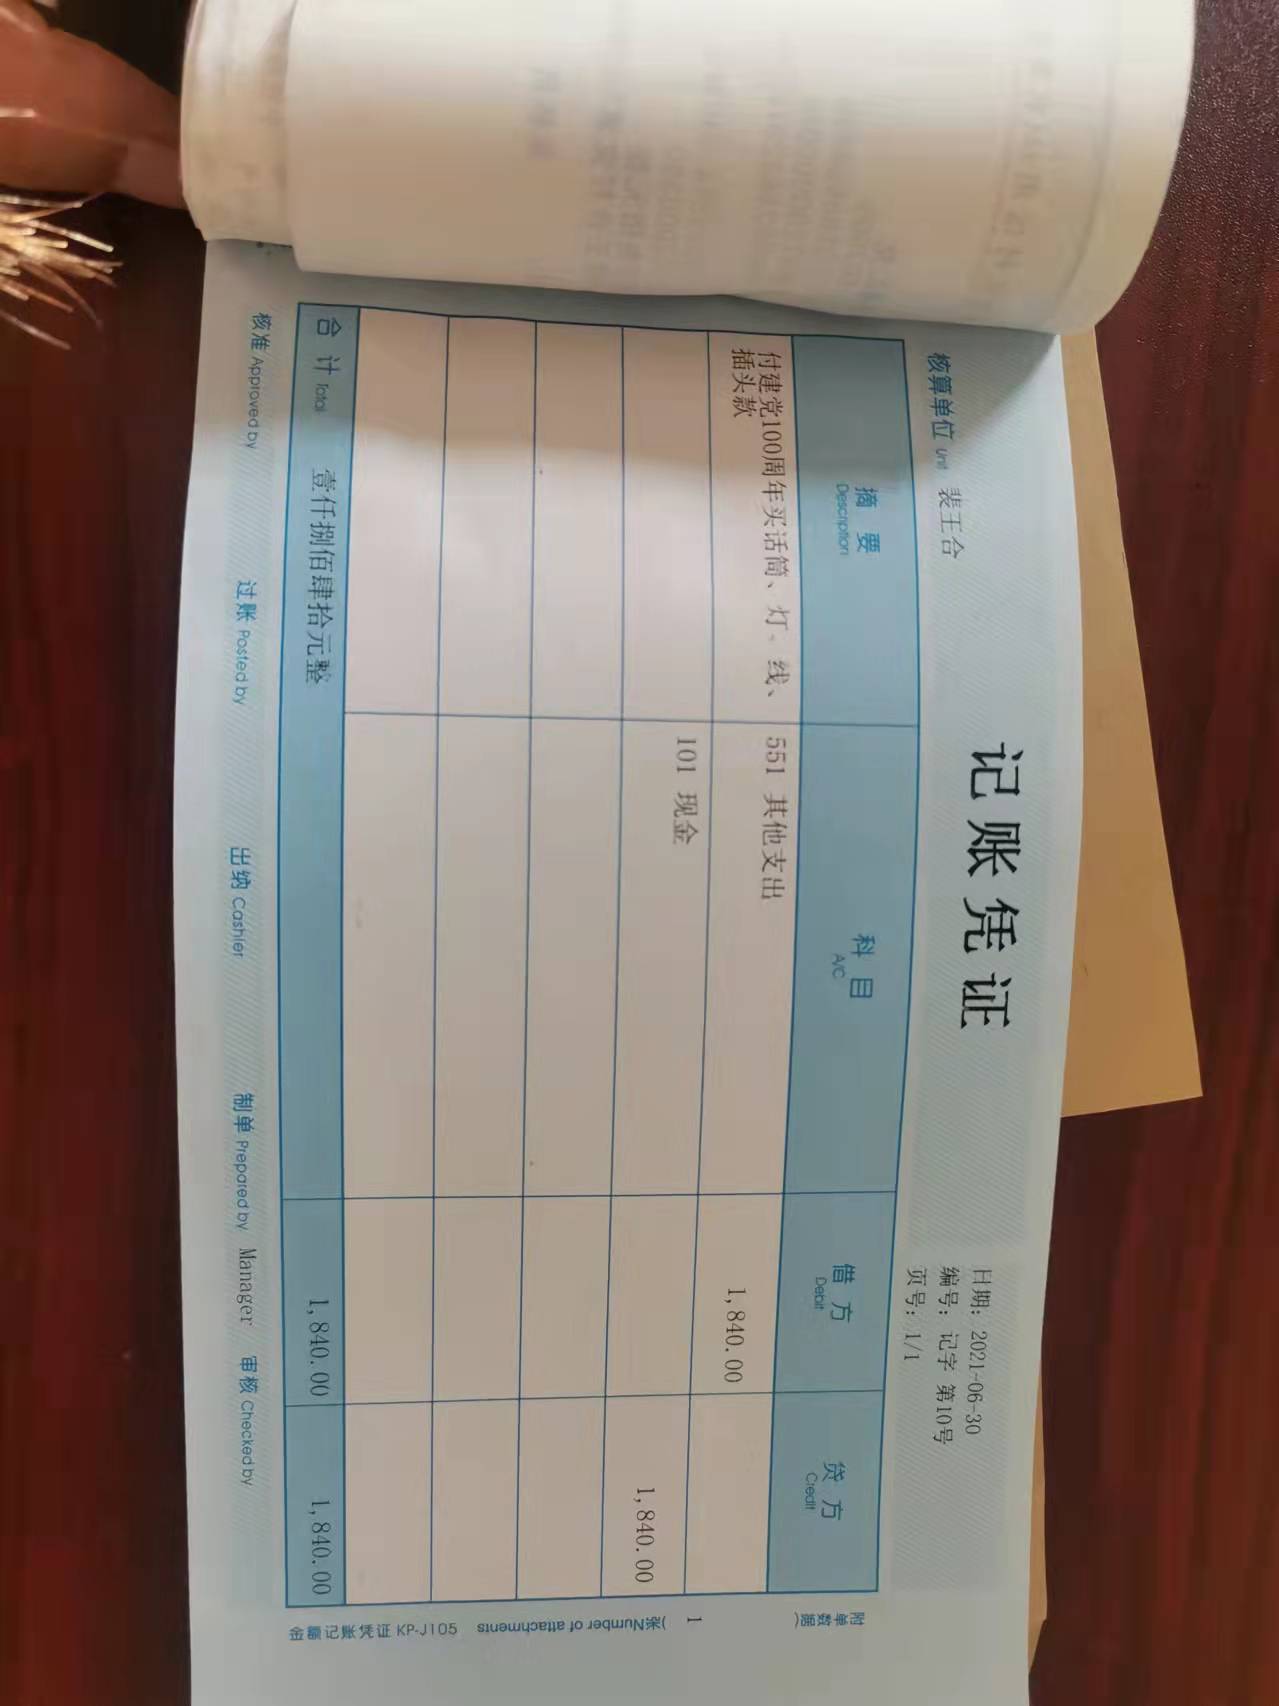 记账凭证
日期：2021-06-30
编号：记字 第10号
页号：1/1
核算单位 Unit 裴王合
摘要 Description 科目 A/C 借方 Debit 贷方 Credit
付建党100周年买话筒、灯、线、 551 其他支出 1,840.00
插头款
101 现金 1,840.00
合计 Total 壹仟捌佰肆拾元整 1,840.00 1,840.00
核准 Approved by 过账 Posted by 出纳 Cashier 制单 Prepared by Manager 审核 Checked by
附单数据( 1 )张Number of attachments
金额记账凭证 KP-J105